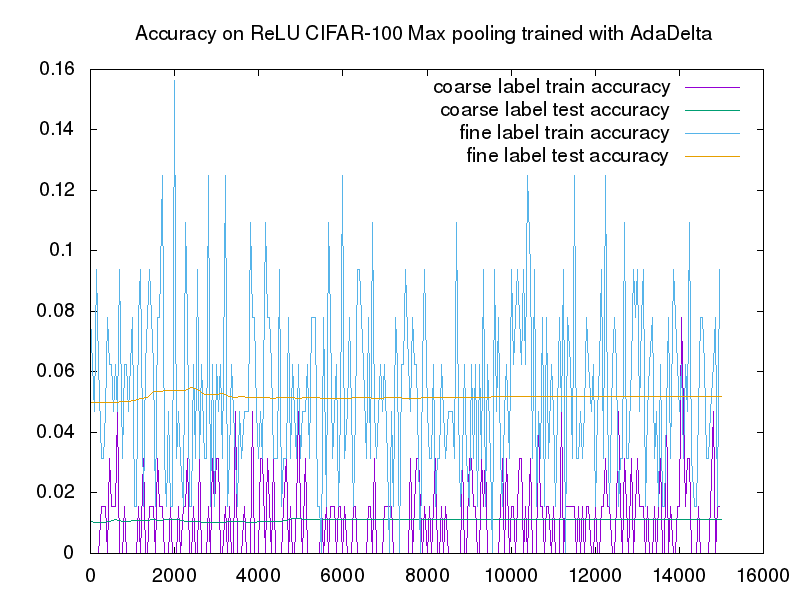 Accuracy on ReLU CIFAR-100 Max pooling trained with AdaDelta
0.16
coarse label train accuracy
coarse label test accuracy
0.14
fine label train accuracy
fine label test accuracy
0.12
0.1
0.08
0.06
0.04
0.02
0
0 2000 4000 6000 8000 10000 12000 14000 16000